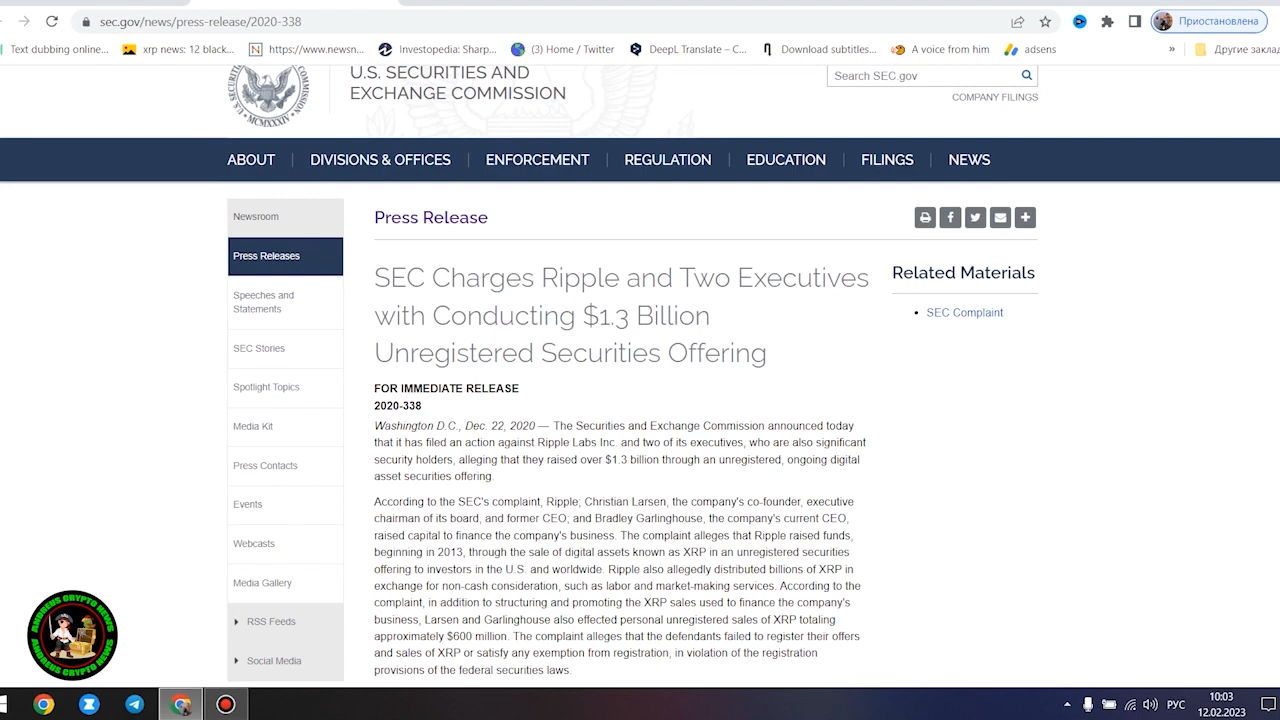 sec.gov/news/press-release/2020-338
Приостановлена
Text dubbing online...
xrp news: 12 black...
https://www.newsn...
Investopedia: Sharp...
(3) Home / Twitter
DeepL Translate – C...
Download subtitles...
A voice from him
adsens
»
Другие заклад
U.S. SECURITIES AND
EXCHANGE COMMISSION
MCMXXXIV
Search SEC.gov
COMPANY FILINGS
ABOUT
DIVISIONS & OFFICES
ENFORCEMENT
REGULATION
EDUCATION
FILINGS
NEWS
Newsroom
Press Releases
Speeches and
Statements
SEC Stories
Spotlight Topics
Media Kit
Press Contacts
Events
Webcasts
Media Gallery
RSS Feeds
Social Media
Press Release
SEC Charges Ripple and Two Executives
with Conducting $1.3 Billion
Unregistered Securities Offering
FOR IMMEDIATE RELEASE
2020-338
Washington D.C., Dec. 22, 2020 — The Securities and Exchange Commission announced today
that it has filed an action against Ripple Labs Inc. and two of its executives, who are also significant
security holders, alleging that they raised over $1.3 billion through an unregistered, ongoing digital
asset securities offering.
According to the SEC's complaint, Ripple; Christian Larsen, the company's co-founder, executive
chairman of its board, and former CEO; and Bradley Garlinghouse, the company's current CEO,
raised capital to finance the company's business. The complaint alleges that Ripple raised funds,
beginning in 2013, through the sale of digital assets known as XRP in an unregistered securities
offering to investors in the U.S. and worldwide. Ripple also allegedly distributed billions of XRP in
exchange for non-cash consideration, such as labor and market-making services. According to the
complaint, in addition to structuring and promoting the XRP sales used to finance the company's
business, Larsen and Garlinghouse also effected personal unregistered sales of XRP totaling
approximately $600 million. The complaint alleges that the defendants failed to register their offers
and sales of XRP or satisfy any exemption from registration, in violation of the registration
provisions of the federal securities laws.
Related Materials
SEC Complaint
ANDREUS CRYPTO NEWS
ANDREUS CRYPTO NEWS
РУС
10:03
12.02.2023